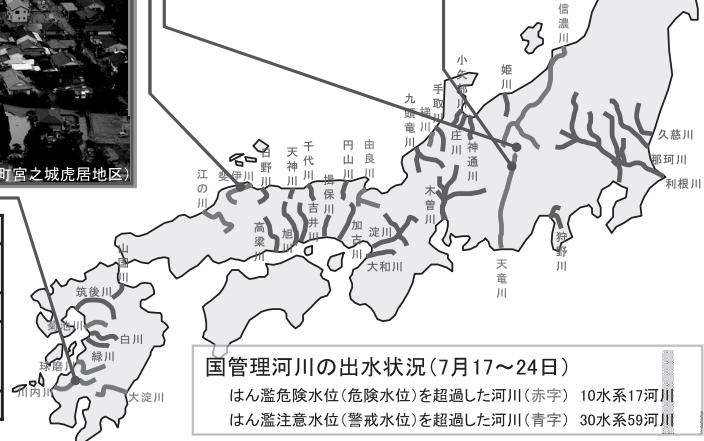 町宮之城虎居地区）
信濃川
小矢部川
姫川
手取川
九頭竜川
梯川
庄川
神通川
久慈川
那珂川
利根川
狩野川
天竜川
木曽川
由良川
円山川
千代川
天神川
日野川
斐伊川
江の川
揖保川
吉井川
旭川
高梁川
加古川
淀川
大和川
山国川
筑後川
菊池川
白川
緑川
球磨川
川内川
大淀川
国管理河川の出水状況（7月17～24日）
はん濫危険水位（危険水位）を超過した河川（赤字） 10水系17河川
はん濫注意水位（警戒水位）を超過した河川（青字） 30水系59河川